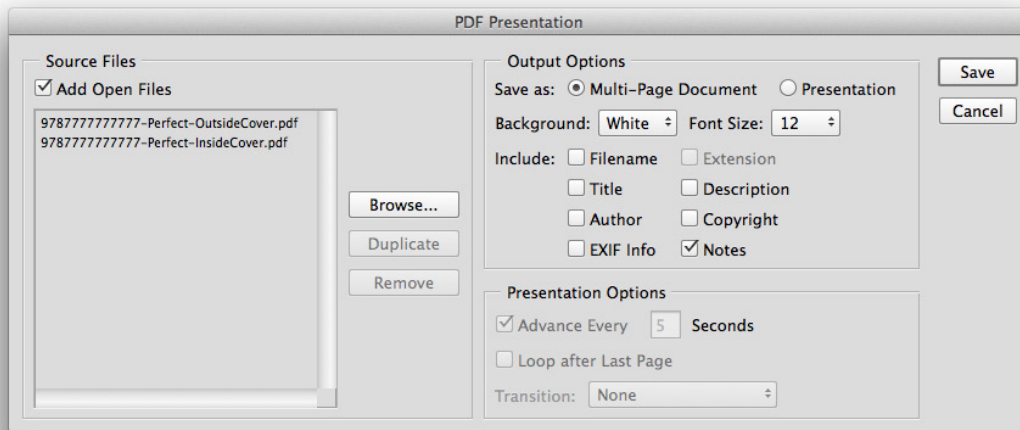 PDF Presentation
Source Files
Add Open Files
9787777777777-Perfect-OutsideCover.pdf
9787777777777-Perfect-InsideCover.pdf
Browse...
Duplicate
Remove
Output Options
Save as: Multi-Page Document Presentation
Background: White Font Size: 12
Include: Filename Extension
Title Description
Author Copyright
EXIF Info Notes
Presentation Options
Advance Every 5 Seconds
Loop after Last Page
Transition: None
Save
Cancel